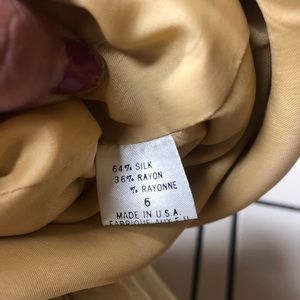 64% SILK
36% RAYON
% RAYONNE
6
MADE IN U.S.A.
FABRIQUE AUX E.U.